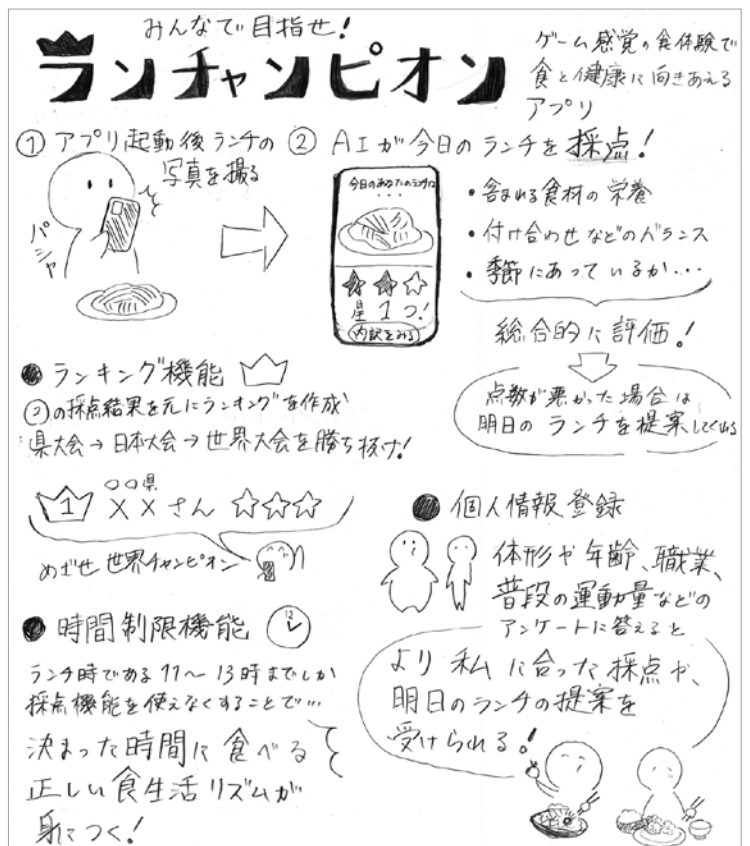 みんなで目指せ!
ランチャンピオン
ゲーム感覚の食体験で
食と健康に向きあえる
アプリ
① アプリ起動後ランチの
写真を撮る
パシャ
② AIが今日のランチを採点!
今日のあなたのランチは
・・・
星1つ!
内訳をみる
・含まれる食材の栄養
・付け合わせなどのバランス
・季節にあっているか・・・
総合的に評価!
点数が悪かった場合は
明日のランチを提案してくれる
●ランキング機能
②の採点結果を元にランキングを作成
県大会→日本大会→世界大会を勝ち抜け!
1
○○県
××さん ☆☆☆
めざせ世界チャンピオン
●時間制限機能
12
ランチ時である11〜13時までしか
採点機能を使えなくすることで…
決まった時間に食べる
正しい食生活リズムが
身につく!
●個人情報登録
体形や年齢、職業、
普段の運動量などの
アンケートに答えると
より私に合った採点や、
明日のランチの提案を
受けられる!